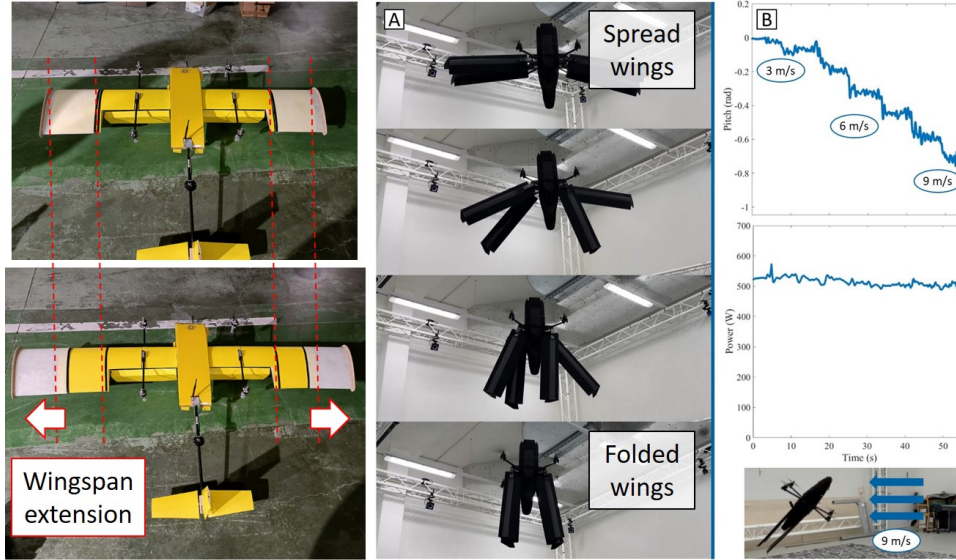 Wingspan
extension
A
Spread
wings
Folded
wings
B
0.2
0
-0.2
-0.4
-0.6
-0.8
-1
Pitch (rad)
3 m/s
6 m/s
9 m/s
700
600
500
400
300
200
100
0
Power (W)
0 10 20 30 40 50
Time (s)
9 m/s